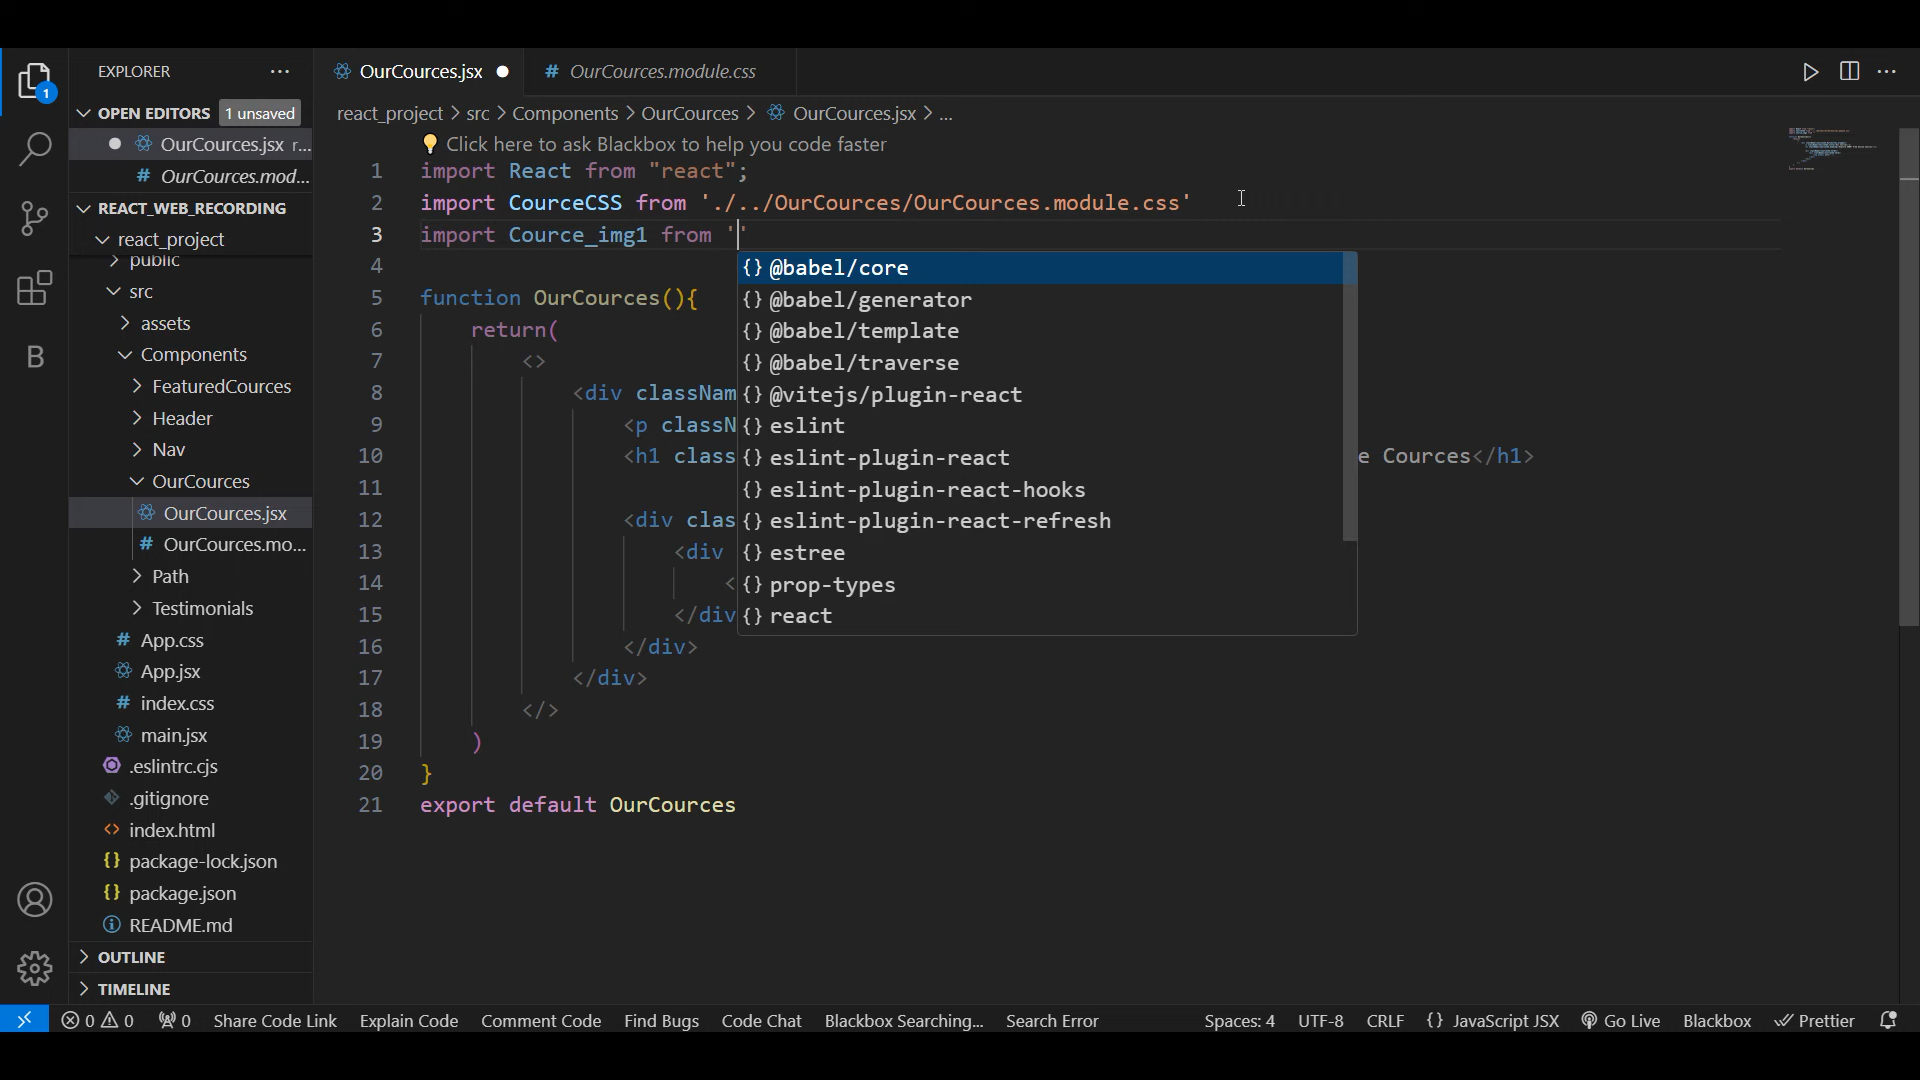 EXPLORER
OurCources.jsx
# OurCources.module.css
1
OPEN EDITORS 1 unsaved
OurCources.jsx r...
# OurCources.mod...
REACT_WEB_RECORDING
react_project
public
src
assets
Components
FeaturedCources
Header
Nav
OurCources
OurCources.jsx
# OurCources.mo...
Path
Testimonials
# App.css
App.jsx
# index.css
main.jsx
.eslintrc.cjs
.gitignore
<> index.html
{} package-lock.json
{} package.json
README.md
OUTLINE
TIMELINE
react_project > src > Components > OurCources > OurCources.jsx > ...
Click here to ask Blackbox to help you code faster
1 import React from "react";
2 import CourceCSS from './../OurCources/OurCources.module.css'
3 import Cource_img1 from ''
4
5 function OurCources(){
6 return(
7 <>
8 <div classNam
9 <p classN
10 <h1 class e Cources</h1>
11
12 <div clas
13 <div
14 <
15 </div
16 </div>
17 </div>
18 </>
19 )
20 }
21 export default OurCources
{} @babel/core
{} @babel/generator
{} @babel/template
{} @babel/traverse
{} @vitejs/plugin-react
{} eslint
{} eslint-plugin-react
{} eslint-plugin-react-hooks
{} eslint-plugin-react-refresh
{} estree
{} prop-types
{} react
0 0 0 Share Code Link Explain Code Comment Code Find Bugs Code Chat Blackbox Searching... Search Error Spaces: 4 UTF-8 CRLF {} JavaScript JSX Go Live Blackbox Prettier